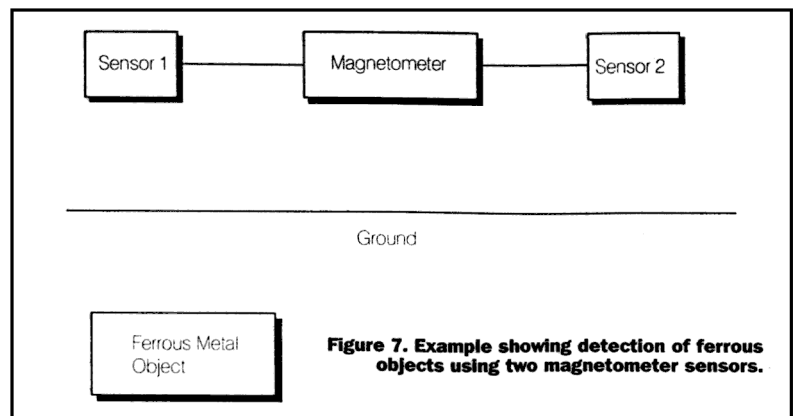 Sensor 1
Magnetometer
Sensor 2
Ground
Ferrous Metal
Object
Figure 7. Example showing detection of ferrous
objects using two magnetometer sensors.